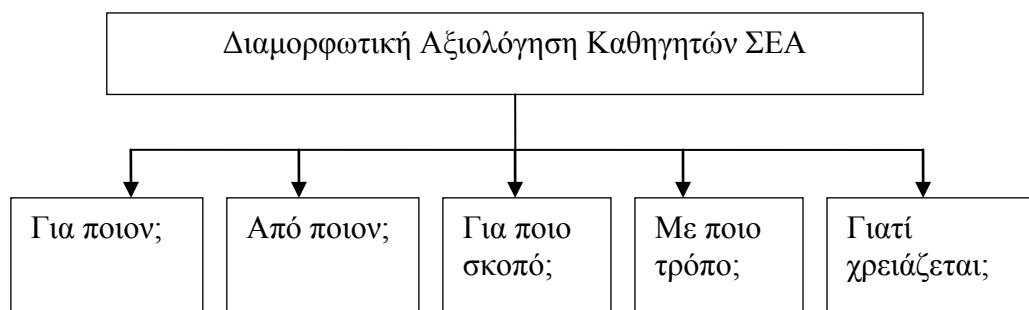 Διαμορφωτική Αξιολόγηση Καθηγητών ΣΕΑ
Για ποιον;
Από ποιον;
Για ποιο
σκοπό;
Με ποιο
τρόπο;
Γιατί
χρειάζεται;